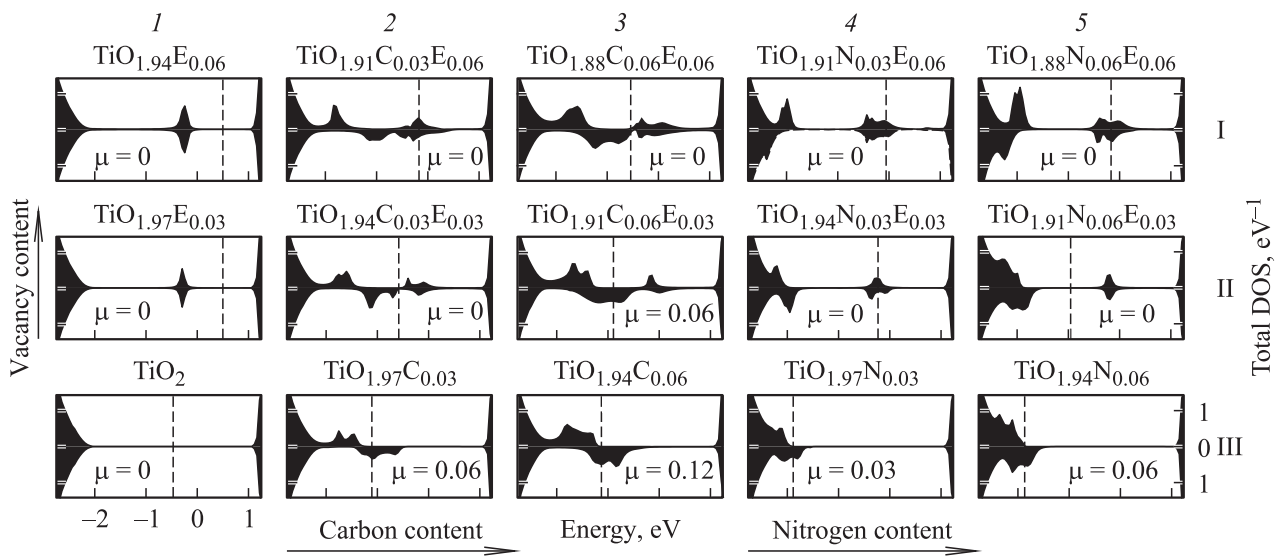 1 2 3 4 5
TiO1.94E0.06 TiO1.91C0.03E0.06 TiO1.88C0.06E0.06 TiO1.91N0.03E0.06 TiO1.88N0.06E0.06
μ = 0 μ = 0 μ = 0 μ = 0 μ = 0 I
TiO1.97E0.03 TiO1.94C0.03E0.03 TiO1.91C0.06E0.03 TiO1.94N0.03E0.03 TiO1.91N0.06E0.03
μ = 0 μ = 0 μ = 0.06 μ = 0 μ = 0 II
Vacancy content
Total DOS, eV–1
TiO2 TiO1.97C0.03 TiO1.94C0.06 TiO1.97N0.03 TiO1.94N0.06
1
0 III
μ = 0 μ = 0.06 μ = 0.12 μ = 0.03 μ = 0.06
1
–2 –1 0 1
Carbon content Energy, eV Nitrogen content